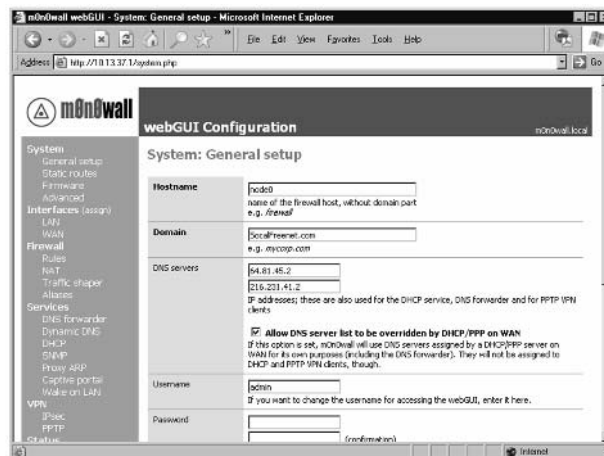 m0n0wall webGUI - System: General setup - Microsoft Internet Explorer
File Edit View Favorites Tools Help
Address http://10.13.37.1/system.php Go
m0n0wall
webGUI Configuration
m0n0wall.local
System
General setup
Static routes
Firmware
Advanced
Interfaces (assign)
LAN
WAN
Firewall
Rules
NAT
Traffic shaper
Aliases
Services
DNS forwarder
Dynamic DNS
DHCP
SNMP
Proxy ARP
Captive portal
Wake on LAN
VPN
IPsec
PPTP
Status
System: General setup
Hostname
node0
name of the firewall host, without domain part
e.g. firewall
Domain
SocalFreenet.com
e.g. mycorp.com
DNS servers
64.81.45.2
216.231.41.2
IP addresses; these are also used for the DHCP service, DNS forwarder and for PPTP VPN
clients
Allow DNS server list to be overridden by DHCP/PPP on WAN
If this option is set, m0n0wall will use DNS servers assigned by a DHCP/PPP server on
WAN for its own purposes (including the DNS forwarder). They will not be assigned to
DHCP and PPTP VPN clients, though.
Username
admin
If you want to change the username for accessing the webGUI, enter it here.
Password
(confirmation)
Internet